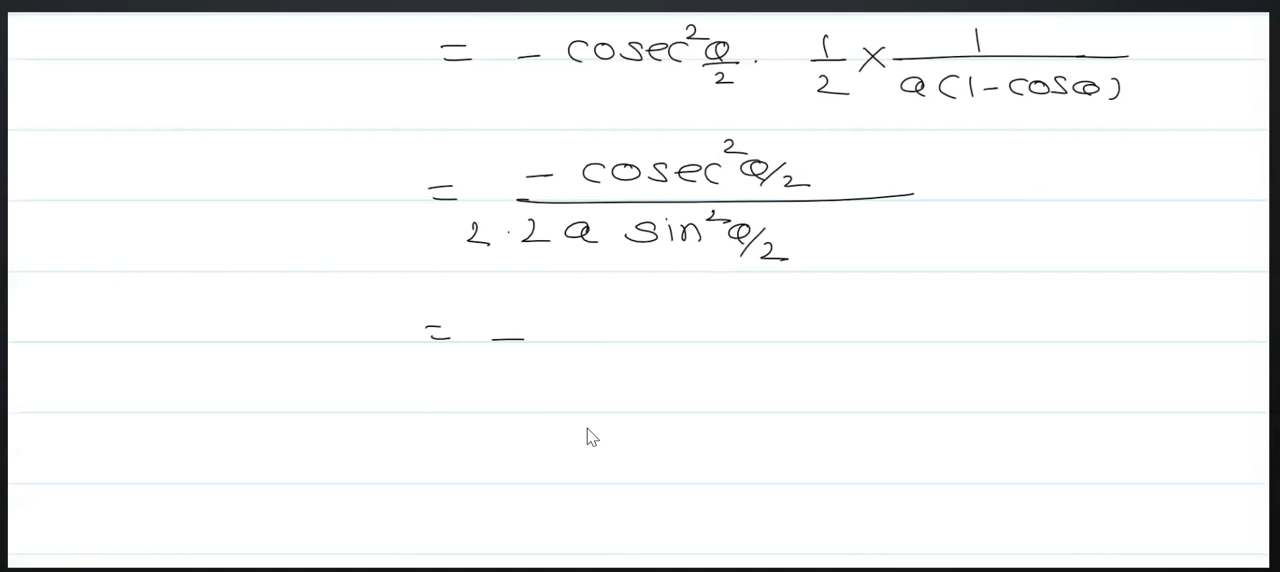 = - cosec²θ/2 · 1/2 × 1/a(1-cosθ)
= - cosec²θ/2 / 2·2a sin²θ/2
= -